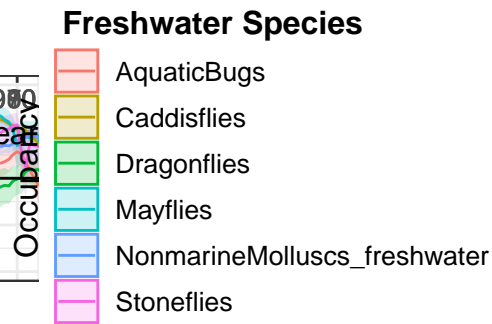 Freshwater Species
AquaticBugs
Caddisflies
Dragonflies
Mayflies
NonmarineMolluscs_freshwater
Stoneflies
Occupancy